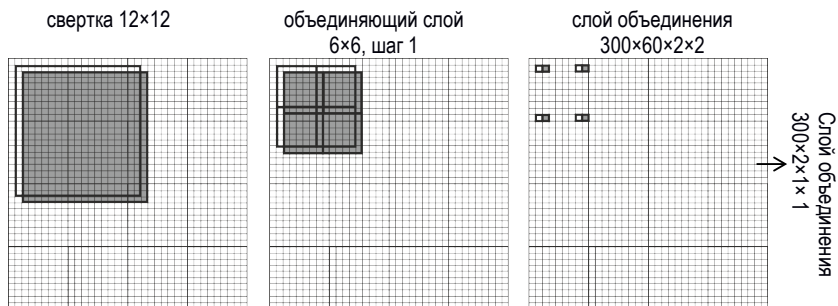 свертка 12×12
объединяющий слой
6×6, шаг 1
слой объединения
300×60×2×2
Слой объединения
300×2×1× 1